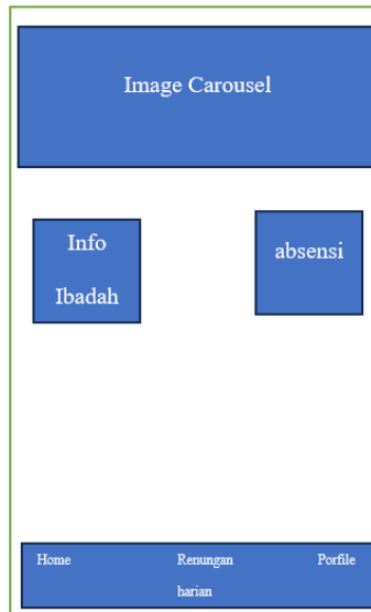 Image Carousel
Info
Ibadah
absensi
Home
Renungan
harian
Porfile